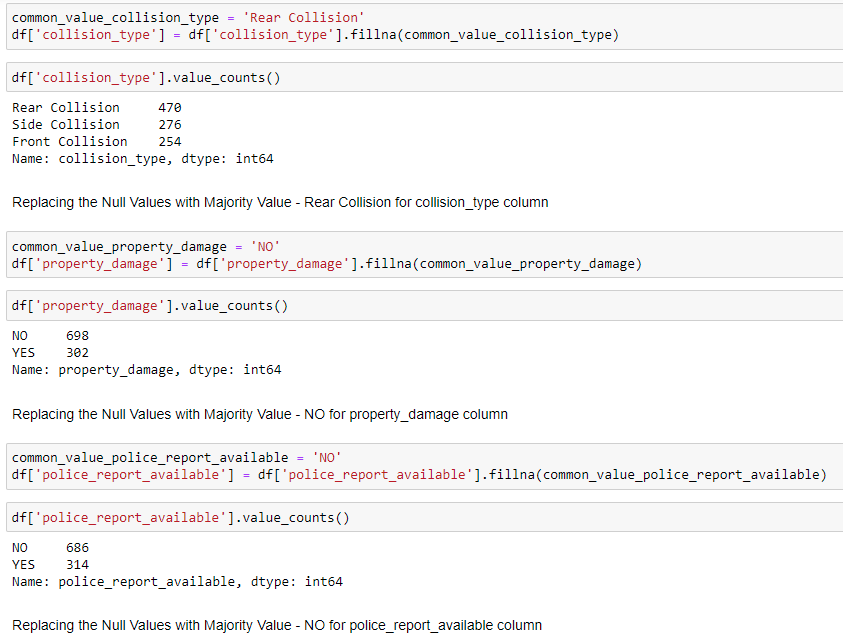 common_value_collision_type = 'Rear Collision'
df['collision_type'] = df['collision_type'].fillna(common_value_collision_type)
df['collision_type'].value_counts()
Rear Collision     470
Side Collision     276
Front Collision    254
Name: collision_type, dtype: int64
Replacing the Null Values with Majority Value - Rear Collision for collision_type column
common_value_property_damage = 'NO'
df['property_damage'] = df['property_damage'].fillna(common_value_property_damage)
df['property_damage'].value_counts()
NO     698
YES    302
Name: property_damage, dtype: int64
Replacing the Null Values with Majority Value - NO for property_damage column
common_value_police_report_available = 'NO'
df['police_report_available'] = df['police_report_available'].fillna(common_value_police_report_available)
df['police_report_available'].value_counts()
NO     686
YES    314
Name: police_report_available, dtype: int64
Replacing the Null Values with Majority Value - NO for police_report_available column